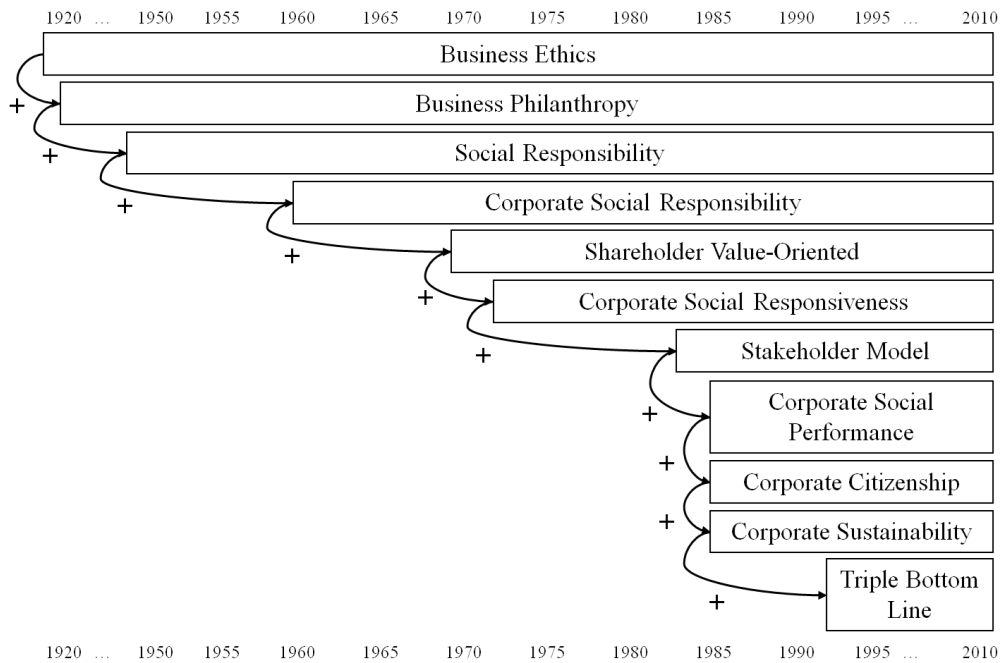 1920 ... 1950 1955 1960 1965 1970 1975 1980 1985 1990 1995 ... 2010
Business Ethics
+
Business Philanthropy
+
Social Responsibility
+
Corporate Social Responsibility
+
Shareholder Value-Oriented
+
Corporate Social Responsiveness
+
Stakeholder Model
+
Corporate Social
Performance
+
Corporate Citizenship
+
Corporate Sustainability
+
Triple Bottom
Line
1920 ... 1950 1955 1960 1965 1970 1975 1980 1985 1990 1995 ... 2010